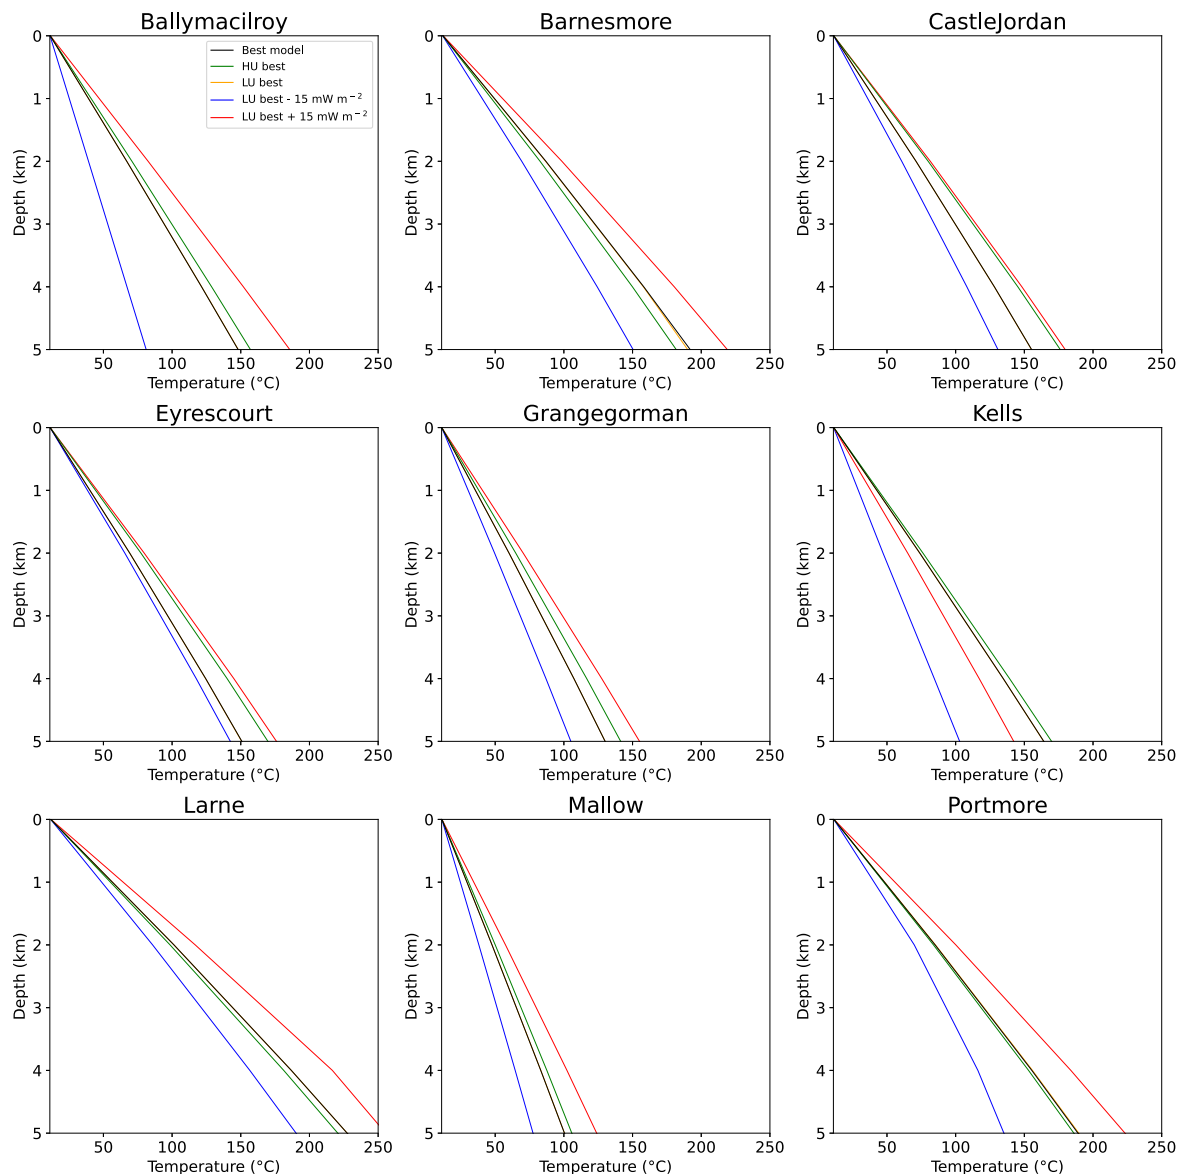 Ballymacilroy
0
1
2
3
4
5
Depth (km)
50 100 150 200 250
Temperature (°C)
Best model
HU best
LU best
LU best - 15 mW m⁻²
LU best + 15 mW m⁻²
Barnesmore
0
1
2
3
4
5
Depth (km)
50 100 150 200 250
Temperature (°C)
CastleJordan
0
1
2
3
4
5
Depth (km)
50 100 150 200 250
Temperature (°C)
Eyrescourt
0
1
2
3
4
5
Depth (km)
50 100 150 200 250
Temperature (°C)
Grangegorman
0
1
2
3
4
5
Depth (km)
50 100 150 200 250
Temperature (°C)
Kells
0
1
2
3
4
5
Depth (km)
50 100 150 200 250
Temperature (°C)
Larne
0
1
2
3
4
5
Depth (km)
50 100 150 200 250
Temperature (°C)
Mallow
0
1
2
3
4
5
Depth (km)
50 100 150 200 250
Temperature (°C)
Portmore
0
1
2
3
4
5
Depth (km)
50 100 150 200 250
Temperature (°C)